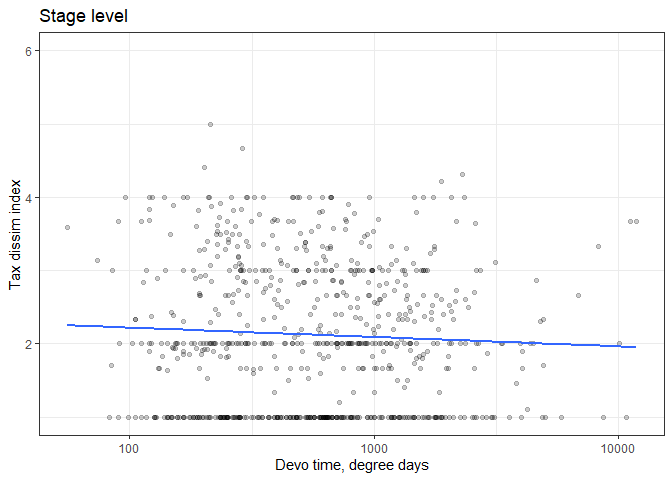 Stage level
6
4
2
Tax dissim index
100 1000 10000
Devo time, degree days